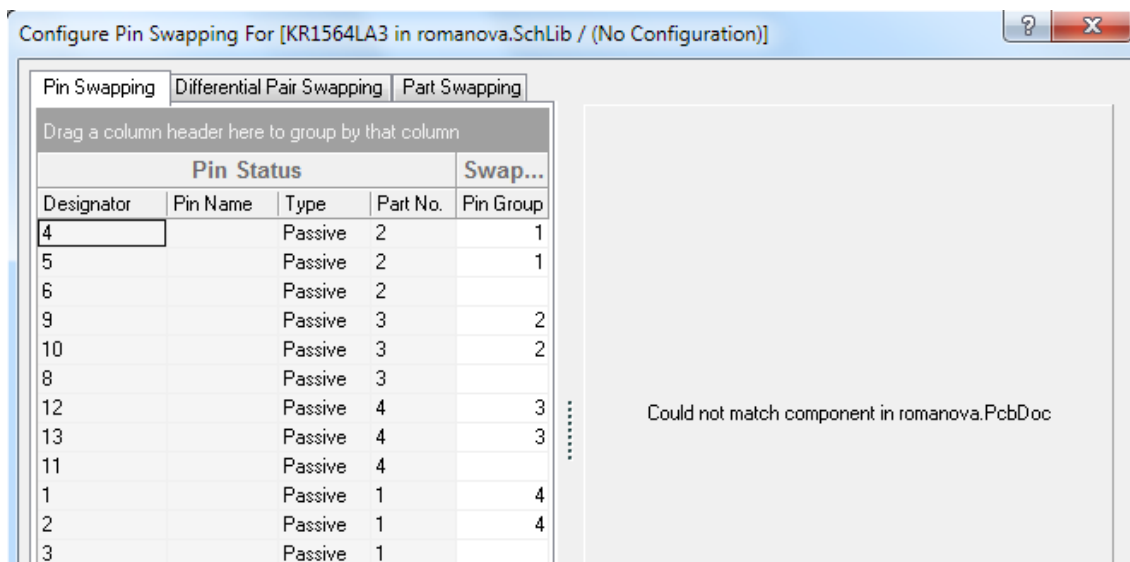 Configure Pin Swapping For [KR1564LA3 in romanova.SchLib / (No Configuration)]
Pin Swapping Differential Pair Swapping Part Swapping
Drag a column header here to group by that column
Pin Status Swap...
Designator Pin Name Type Part No. Pin Group
4 Passive 2 1
5 Passive 2 1
6 Passive 2
9 Passive 3 2
10 Passive 3 2
8 Passive 3
12 Passive 4 3
13 Passive 4 3
11 Passive 4
1 Passive 1 4
2 Passive 1 4
3 Passive 1
Could not match component in romanova.PcbDoc